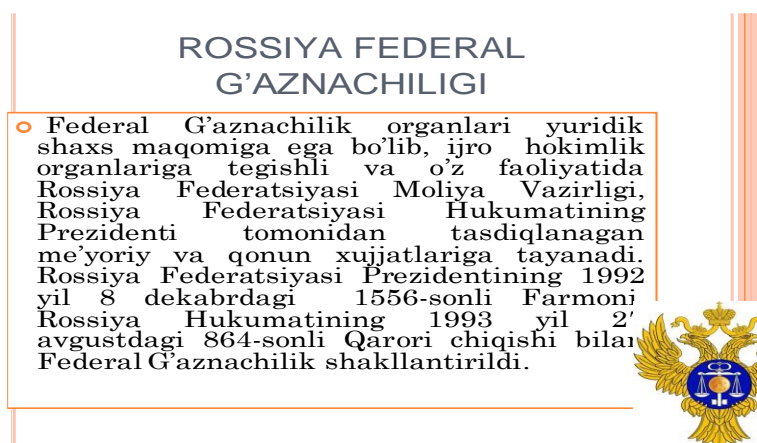 ROSSIYA FEDERAL
G’AZNACHILIGI
Federal G’aznachilik organlari yuridik
shaxs maqomiga ega bo’lib, ijro hokimlik
organlariga tegishli va o’z faoliyatida
Rossiya Federatsiyasi Moliya Vazirligi,
Rossiya Federatsiyasi Hukumatining
Prezidenti tomonidan tasdiqlanagan
me’yoriy va qonun xujjatlariga tayanadi.
Rossiya Federatsiyasi Prezidentining 1992
yil 8 dekabrdagi 1556-sonli Farmoni
Rossiya Hukumatining 1993 yil
avgustdagi 864-sonli Qarori chiqishi bilan
Federal G’aznachilik shakllantirildi.